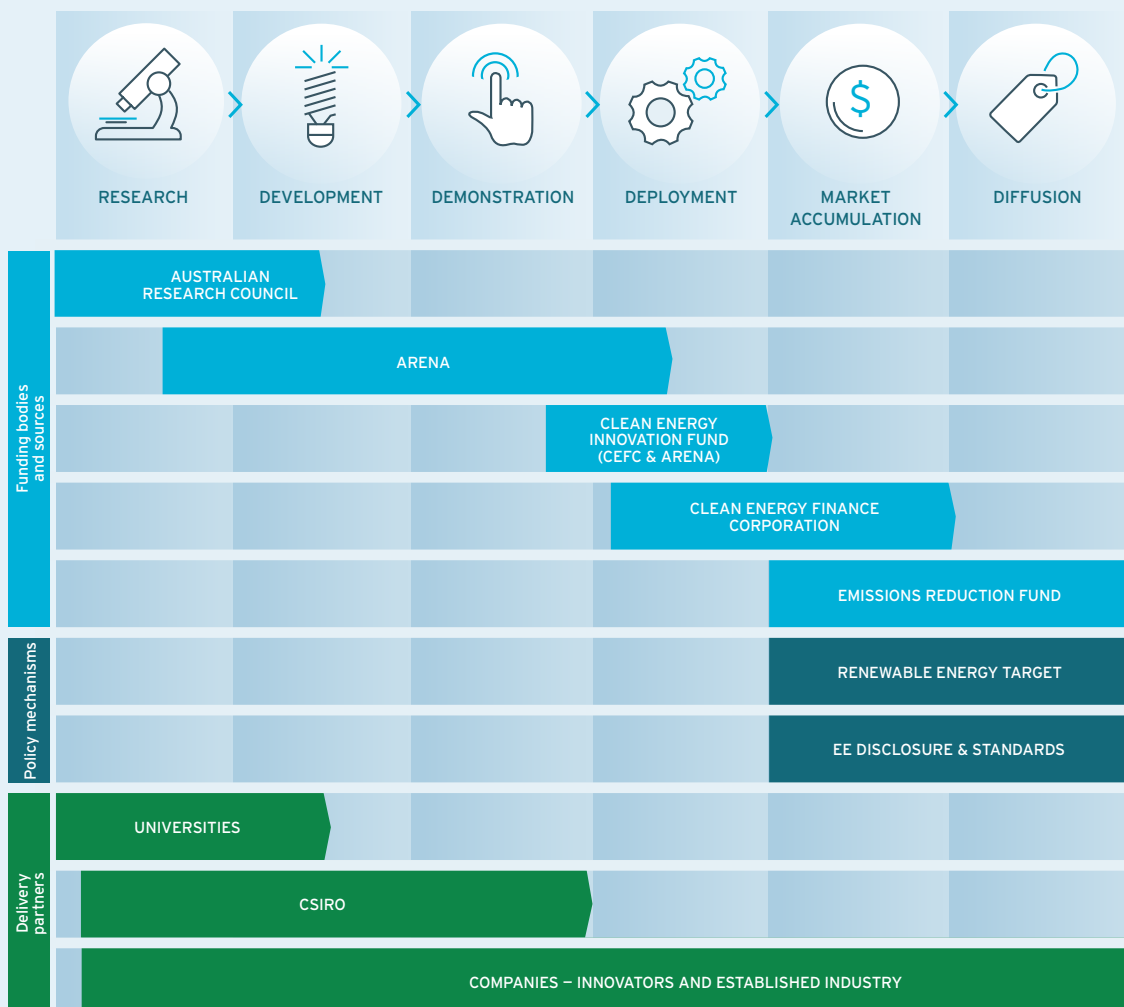 RESEARCH
DEVELOPMENT
DEMONSTRATION
DEPLOYMENT
MARKET
ACCUMULATION
DIFFUSION
Funding bodies
and sources
AUSTRALIAN
RESEARCH COUNCIL
ARENA
CLEAN ENERGY
INNOVATION FUND
(CEFC & ARENA)
CLEAN ENERGY FINANCE
CORPORATION
EMISSIONS REDUCTION FUND
Policy mechanisms
RENEWABLE ENERGY TARGET
EE DISCLOSURE & STANDARDS
Delivery
partners
UNIVERSITIES
CSIRO
COMPANIES – INNOVATORS AND ESTABLISHED INDUSTRY